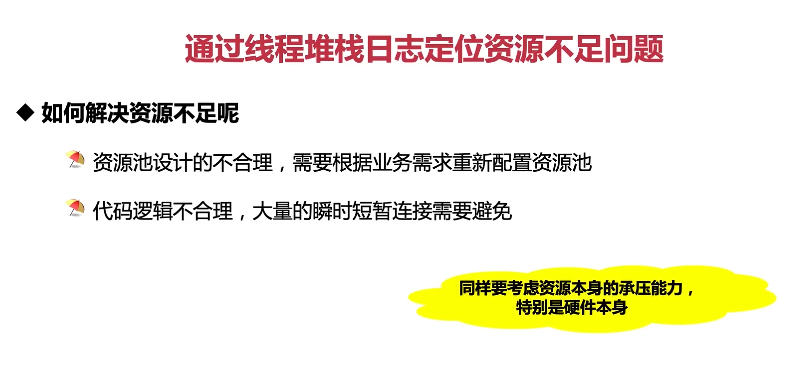 通过线程堆栈日志定位资源不足问题
如何解决资源不足呢
资源池设计的不合理，需要根据业务需求重新配置资源池
代码逻辑不合理，大量的瞬时短暂连接需要避免
同样要考虑资源本身的承压能力，
特别是硬件本身